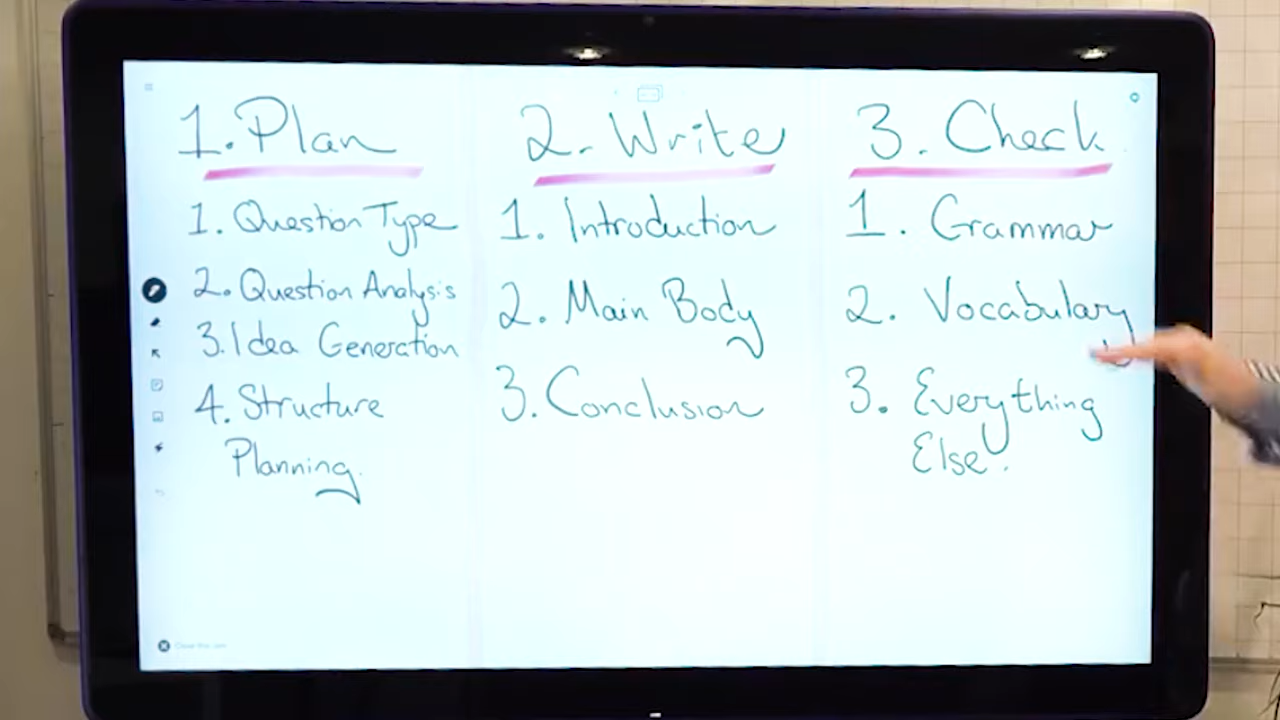 1. Plan
1. Question Type
2. Question Analysis
3. Idea Generation
4. Structure
Planning.
2. Write
1. Introduction
2. Main Body
3. Conclusion
3. Check
1. Grammar
2. Vocabulary
3. Everything
Else.